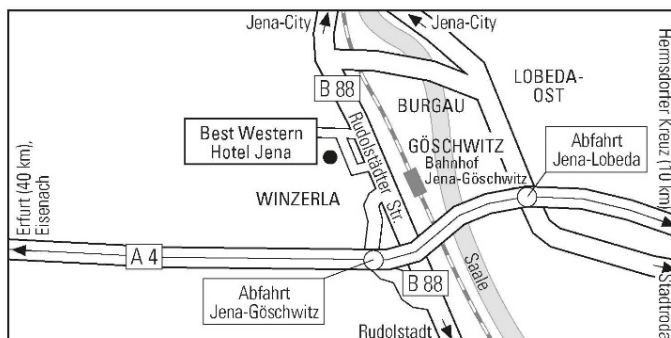 Jena-City
Jena-City
B 88
LOBEDA-
OST
BURGAU
Best Western
Hotel Jena
Rudolstädter Str.
GÖSCHWITZ
Bahnhof
Jena-Göschwitz
Abfahrt
Jena-Lobeda
Hermsdorfer Kreuz (10 km)
Erfurt (40 km),
Eisenach
WINZERLA
A 4
Abfahrt
Jena-Göschwitz
B 88
Saale
Stadtroda
Rudolstadt